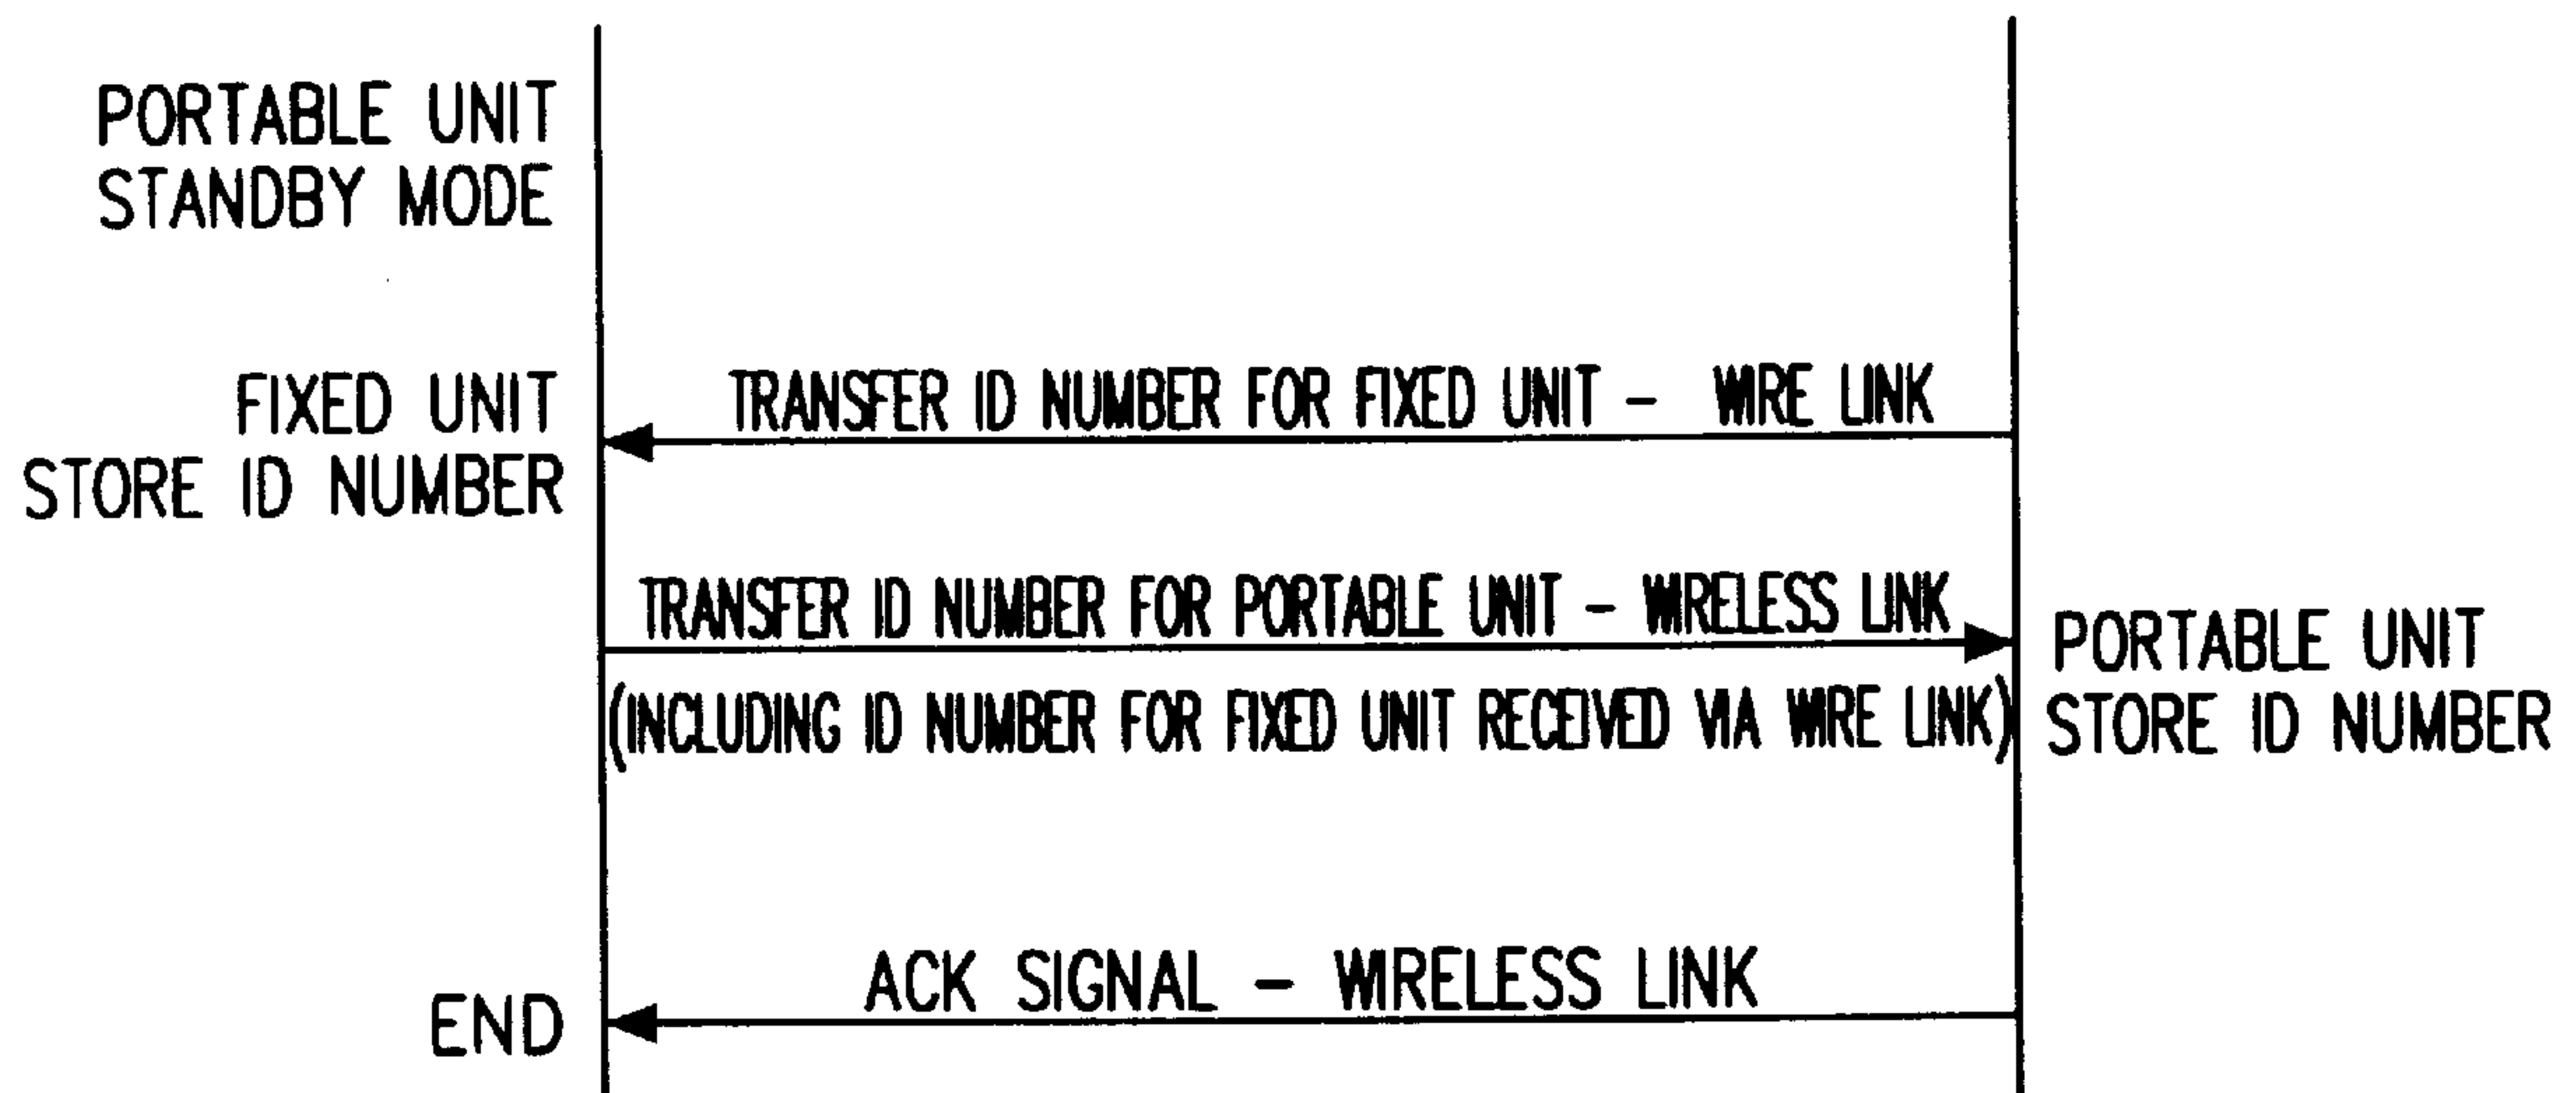 PORTABLE UNIT
STANDBY MODE
FIXED UNIT
STORE ID NUMBER
TRANSFER ID NUMBER FOR FIXED UNIT - WIRE LINK
TRANSFER ID NUMBER FOR PORTABLE UNIT - WIRELESS LINK
(INCLUDING ID NUMBER FOR FIXED UNIT RECEIVED VIA WIRE LINK)
PORTABLE UNIT
STORE ID NUMBER
ACK SIGNAL - WIRELESS LINK
END